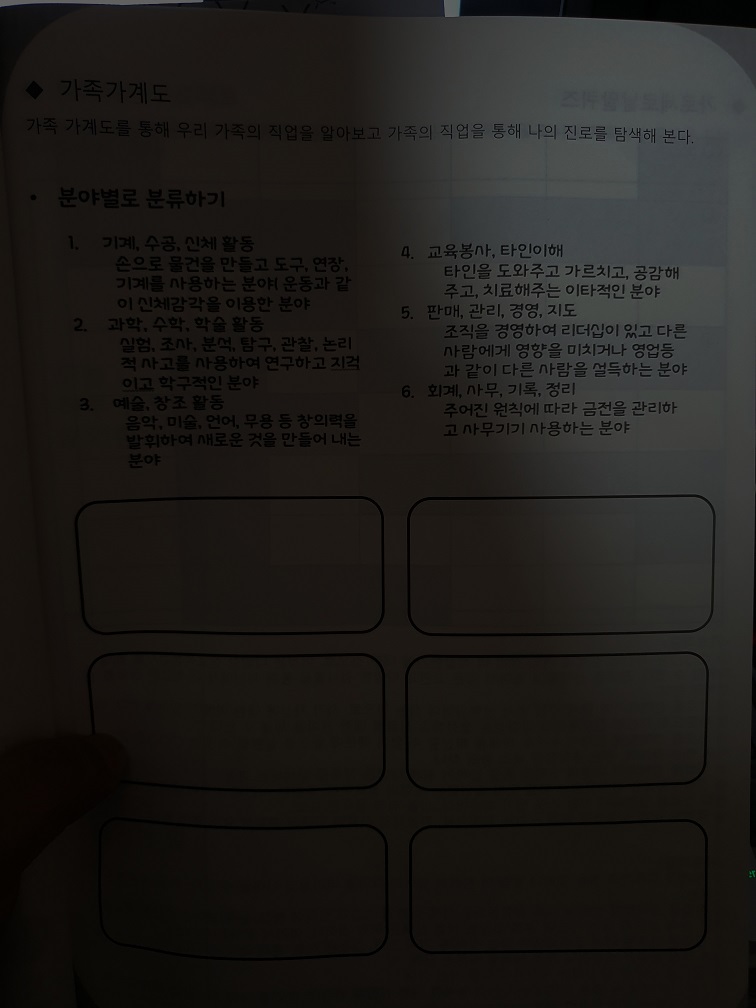 ◆ 가족가계도
가족 가계도를 통해 우리 가족의 직업을 알아보고 가족의 직업을 통해 나의 진로를 탐색해 본다.
• 분야별로 분류하기
1. 기계, 수공, 신체 활동
손으로 물건을 만들고 도구, 연장,
기계를 사용하는 분야 운동과 같
이 신체감각을 이용한 분야
2. 과학, 수학, 학술 활동
실험, 조사, 분석, 탐구, 관찰, 논리
적 사고를 사용하여 연구하고 지적
이고 학구적인 분야
3. 예술, 창조 활동
음악, 미술, 언어, 무용 등 창의력을
발휘하여 새로운 것을 만들어 내는
분야
4. 교육봉사, 타인이해
타인을 도와주고 가르치고, 공감해
주고, 치료해주는 이타적인 분야
5. 판매, 관리, 경영, 지도
조직을 경영하여 리더십이 있고 다른
사람에게 영향을 미치거나 영업등
과 같이 다른 사람을 설득하는 분야
6. 회계, 사무, 기록, 정리
주어진 원칙에 따라 금전을 관리하
고 사무기기 사용하는 분야